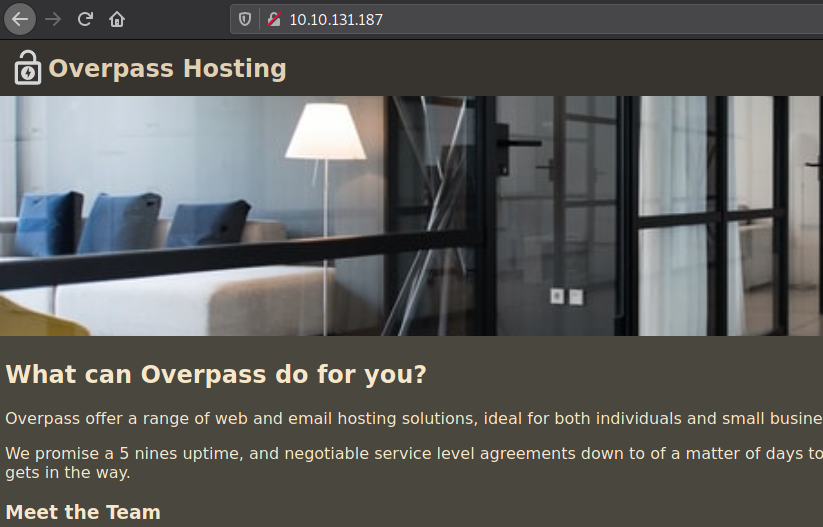 10.10.131.187
Overpass Hosting
What can Overpass do for you?
Overpass offer a range of web and email hosting solutions, ideal for both individuals and small busine
We promise a 5 nines uptime, and negotiable service level agreements down to of a matter of days to
gets in the way.
Meet the Team